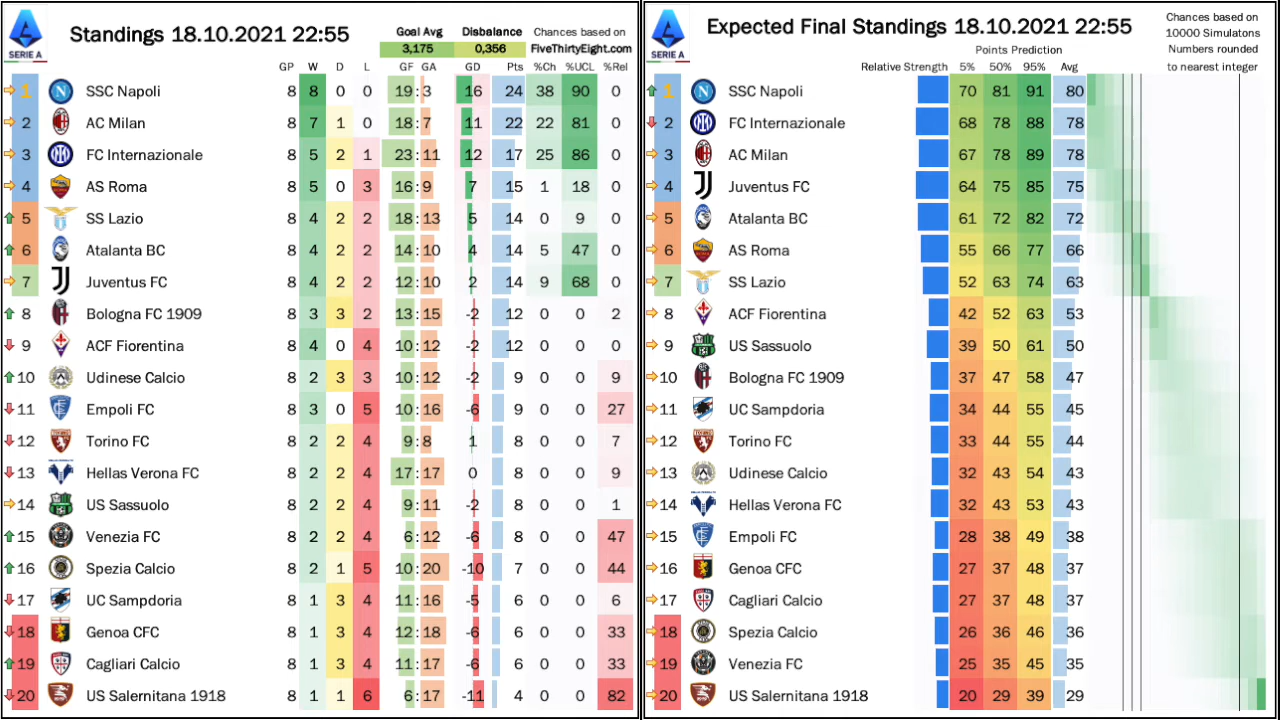 SERIE A
Standings 18.10.2021 22:55
Goal Avg Disbalance Chances based on
3,175 0,356 FiveThirtyEight.com
GP W D L GF GA GD Pts %Ch %UCL %Rel
1 SSC Napoli 8 8 0 0 19:3 16 24 38 90 0
2 AC Milan 8 7 1 0 18:7 11 22 22 81 0
3 FC Internazionale 8 5 2 1 23:11 12 17 25 86 0
4 AS Roma 8 5 0 3 16:9 7 15 1 18 0
5 SS Lazio 8 4 2 2 18:13 5 14 0 9 0
6 Atalanta BC 8 4 2 2 14:10 4 14 5 47 0
7 Juventus FC 8 4 2 2 12:10 2 14 9 68 0
8 Bologna FC 1909 8 3 3 2 13:15 -2 12 0 0 2
9 ACF Fiorentina 8 4 0 4 10:12 -2 12 0 0 0
10 Udinese Calcio 8 2 3 3 10:12 -2 9 0 0 9
11 Empoli FC 8 3 0 5 10:16 -6 9 0 0 27
12 Torino FC 8 2 2 4 9:8 1 8 0 0 7
13 Hellas Verona FC 8 2 2 4 17:17 0 8 0 0 9
14 US Sassuolo 8 2 2 4 9:11 -2 8 0 0 1
15 Venezia FC 8 2 2 4 6:12 -6 8 0 0 47
16 Spezia Calcio 8 2 1 5 10:20 -10 7 0 0 44
17 UC Sampdoria 8 1 3 4 11:16 -5 6 0 0 6
18 Genoa CFC 8 1 3 4 12:18 -6 6 0 0 33
19 Cagliari Calcio 8 1 3 4 11:17 -6 6 0 0 33
20 US Salernitana 1918 8 1 1 6 6:17 -11 4 0 0 82
SERIE A
Expected Final Standings 18.10.2021 22:55
Chances based on
10000 Simulatons
Numbers rounded
to nearest integer
Points Prediction
Relative Strength 5% 50% 95% Avg
1 SSC Napoli 70 81 91 80
2 FC Internazionale 68 78 88 78
3 AC Milan 67 78 89 78
4 Juventus FC 64 75 85 75
5 Atalanta BC 61 72 82 72
6 AS Roma 55 66 77 66
7 SS Lazio 52 63 74 63
8 ACF Fiorentina 42 52 63 53
9 US Sassuolo 39 50 61 50
10 Bologna FC 1909 37 47 58 47
11 UC Sampdoria 34 44 55 45
12 Torino FC 33 44 55 44
13 Udinese Calcio 32 43 54 43
14 Hellas Verona FC 32 43 53 43
15 Empoli FC 28 38 49 38
16 Genoa CFC 27 37 48 37
17 Cagliari Calcio 27 37 48 37
18 Spezia Calcio 26 36 46 36
19 Venezia FC 25 35 45 35
20 US Salernitana 1918 20 29 39 29